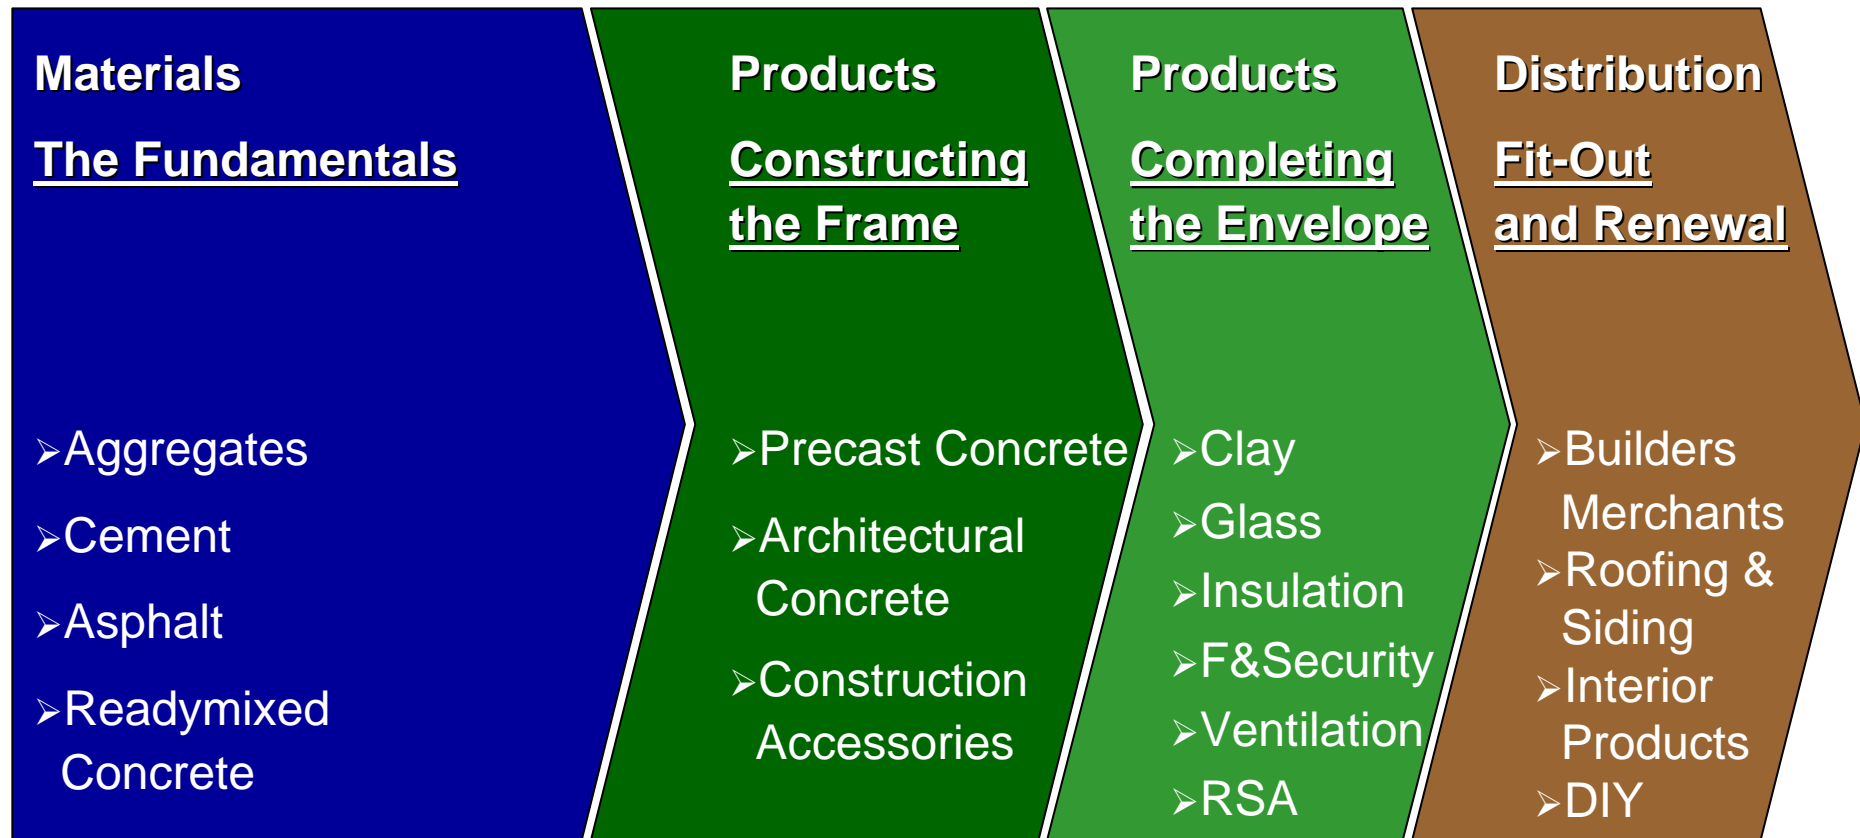 Materials
The Fundamentals
➢Aggregates
➢Cement
➢Asphalt
➢Readymixed
Concrete
Products
Constructing
the Frame
➢Precast Concrete
➢Architectural
Concrete
➢Construction
Accessories
Products
Completing
the Envelope
➢Clay
➢Glass
➢Insulation
➢F&Security
➢Ventilation
➢RSA
Distribution
Fit-Out
and Renewal
➢Builders
Merchants
➢Roofing &
Siding
➢Interior
Products
➢DIY